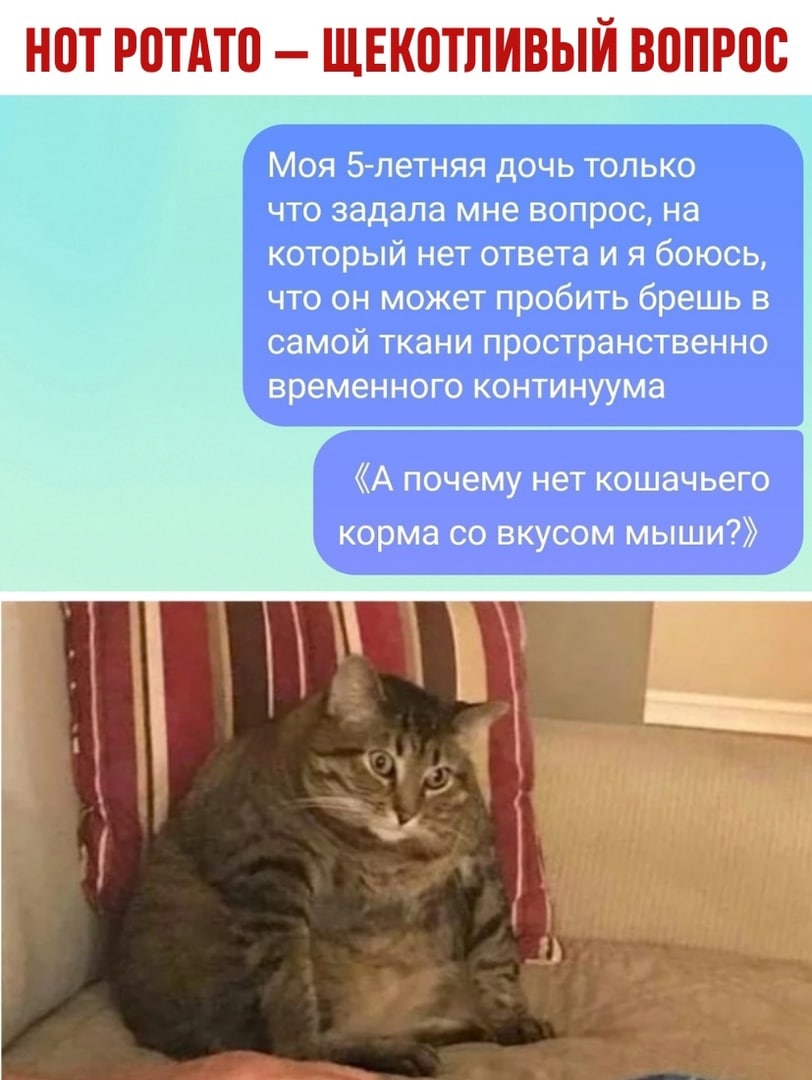 HOT POTATO – ЩЕКОТЛИВЫЙ ВОПРОС
Моя 5-летняя дочь только
что задала мне вопрос, на
который нет ответа и я боюсь,
что он может пробить брешь в
самой ткани пространственно
временного континуума
《А почему нет кошачьего
корма со вкусом мыши?》